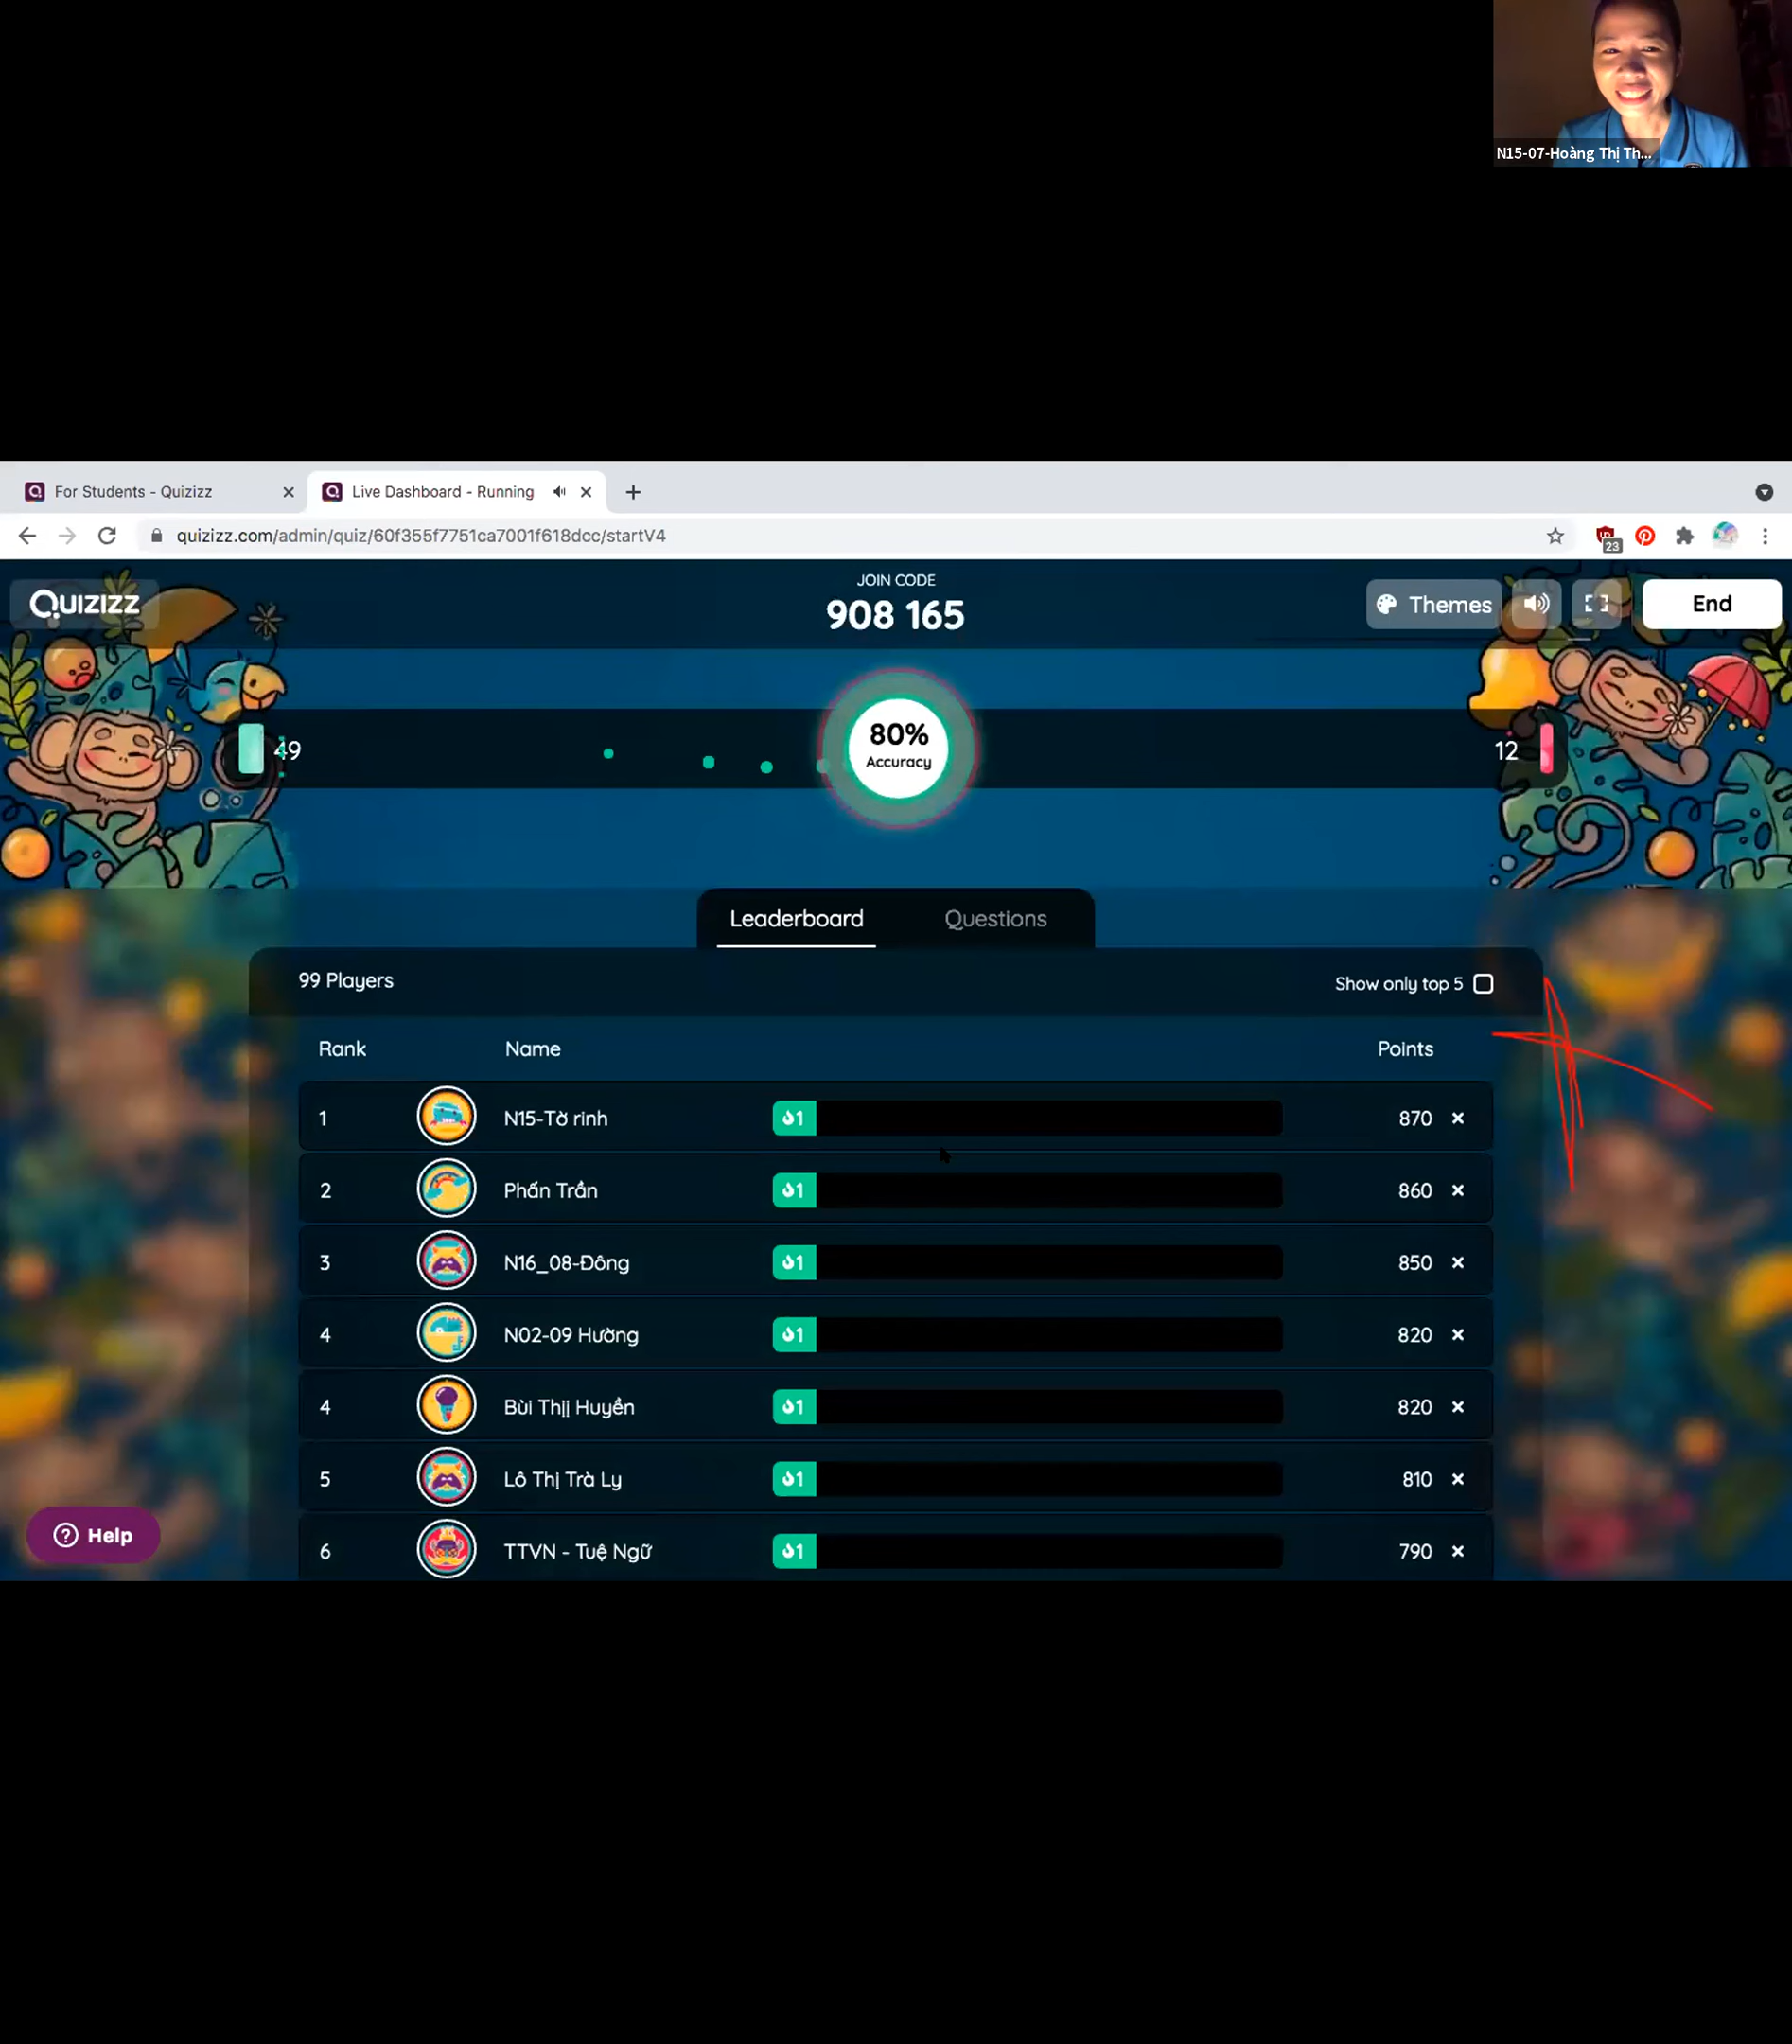 N15-07-Hoàng Thị Th...
For Students - Quizizz
Live Dashboard - Running
quizizz.com/admin/quiz/60f355f7751ca7001f618dcc/startV4
23
Quizizz
JOIN CODE
908 165
Themes
End
49
80%
Accuracy
12
Leaderboard
Questions
99 Players
Show only top 5
Rank Name Points
1 N15-Tờ rinh 1 870
2 Phấn Trần 1 860
3 N16_08-Đông 1 850
4 N02-09 Hường 1 820
4 Bùi Thịị Huyền 1 820
5 Lô Thị Trà Ly 1 810
6 TTVN - Tuệ Ngữ 1 790
Help